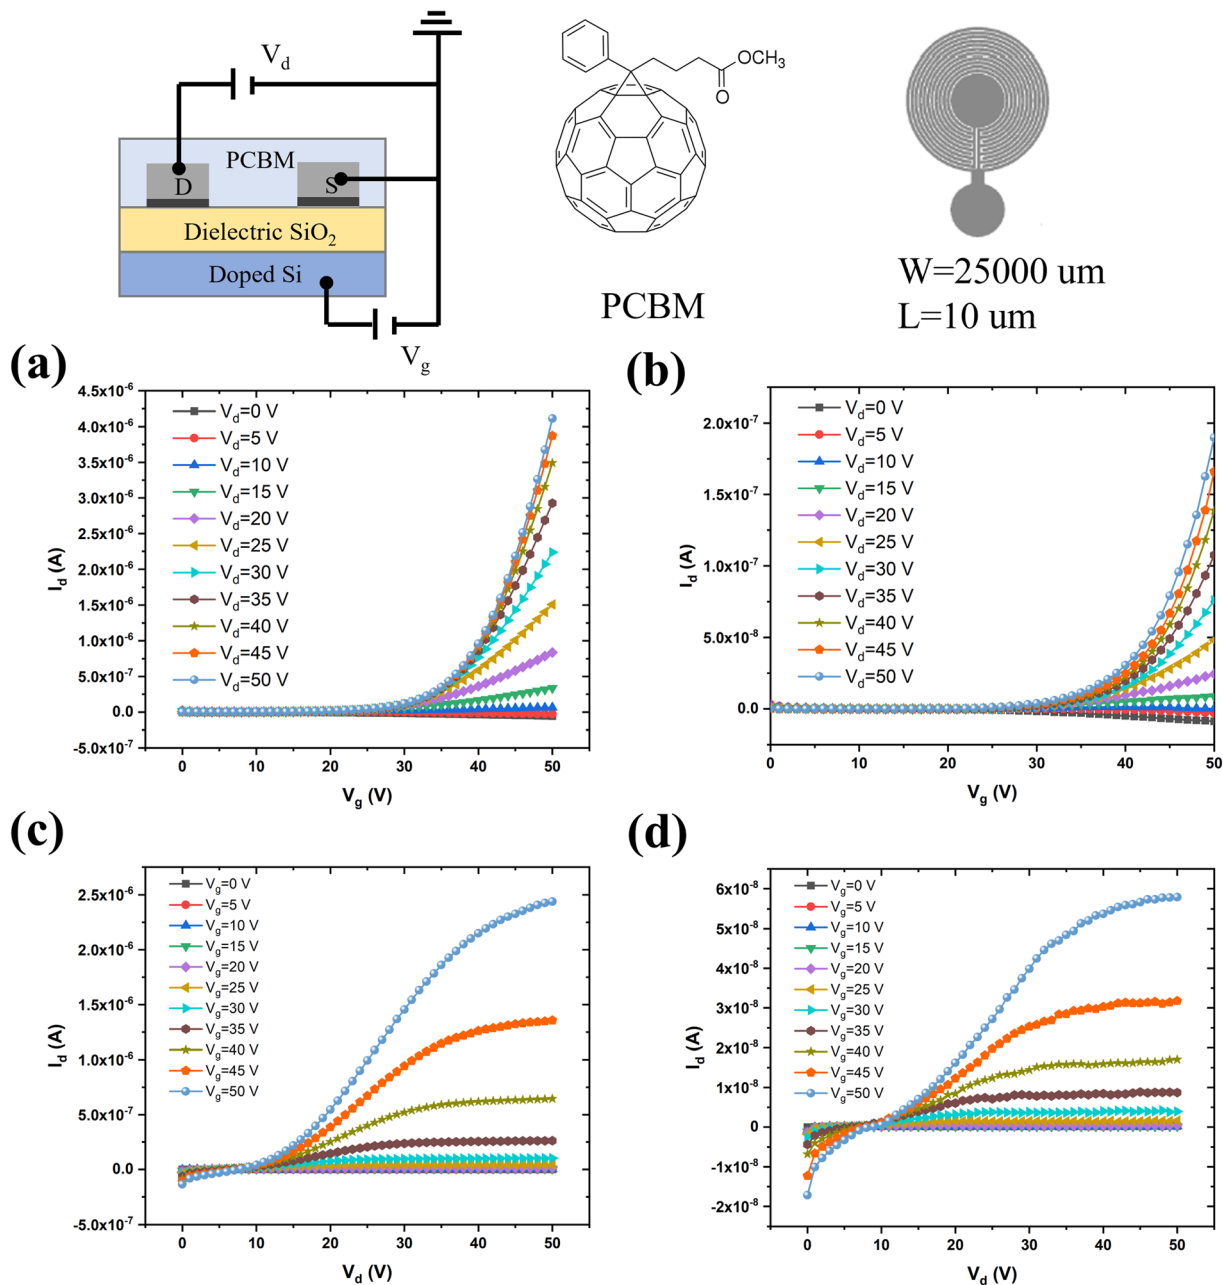 V_d
PCBM
D
S
Dielectric SiO₂
Doped Si
V_g
OCH₃
O
PCBM
W=25000 um
L=10 um
(a)
4.5x10⁻⁶
4.0x10⁻⁶
3.5x10⁻⁶
3.0x10⁻⁶
2.5x10⁻⁶
2.0x10⁻⁶
1.5x10⁻⁶
1.0x10⁻⁶
5.0x10⁻⁷
0.0
-5.0x10⁻⁷
I_d (A)
V_d=0 V
V_d=5 V
V_d=10 V
V_d=15 V
V_d=20 V
V_d=25 V
V_d=30 V
V_d=35 V
V_d=40 V
V_d=45 V
V_d=50 V
0 10 20 30 40 50
V_g (V)
(b)
2.0x10⁻⁷
1.5x10⁻⁷
1.0x10⁻⁷
5.0x10⁻⁸
0.0
I_d (A)
V_d=0 V
V_d=5 V
V_d=10 V
V_d=15 V
V_d=20 V
V_d=25 V
V_d=30 V
V_d=35 V
V_d=40 V
V_d=45 V
V_d=50 V
0 10 20 30 40 50
V_g (V)
(c)
2.5x10⁻⁶
2.0x10⁻⁶
1.5x10⁻⁶
1.0x10⁻⁶
5.0x10⁻⁷
0.0
-5.0x10⁻⁷
I_d (A)
V_g=0 V
V_g=5 V
V_g=10 V
V_g=15 V
V_g=20 V
V_g=25 V
V_g=30 V
V_g=35 V
V_g=40 V
V_g=45 V
V_g=50 V
0 10 20 30 40 50
V_d (V)
(d)
6x10⁻⁸
5x10⁻⁸
4x10⁻⁸
3x10⁻⁸
2x10⁻⁸
1x10⁻⁸
0
-1x10⁻⁸
-2x10⁻⁸
I_d (A)
V_g=0 V
V_g=5 V
V_g=10 V
V_g=15 V
V_g=20 V
V_g=25 V
V_g=30 V
V_g=35 V
V_g=40 V
V_g=45 V
V_g=50 V
0 10 20 30 40 50
V_d (V)